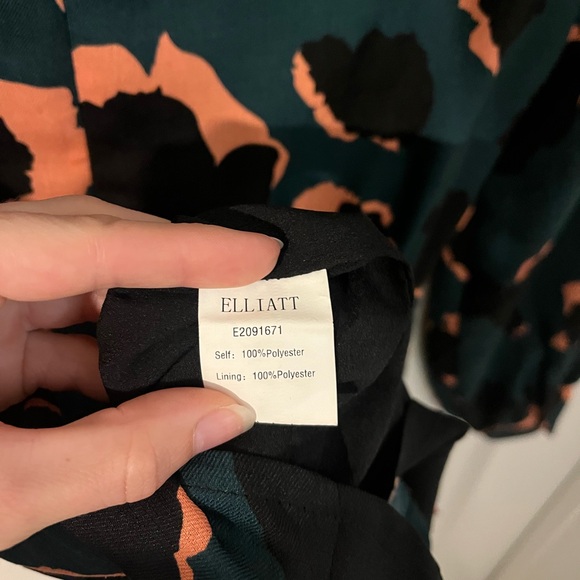 ELLIATT
E2091671
Self: 100%Polyester
Lining: 100%Polyester